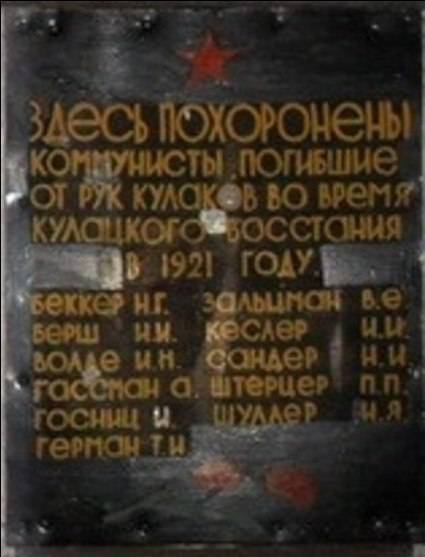 Здесь похоронены
коммунисты погибшие
от рук кулаков во время
кулацкого восстания
в 1921 году
Беккер Н.Г. Зальцман В.Е.
Берш И.И. Кеслер И.И.
Волде И.Н. Сандер Н.И.
Гассман А. Штерцер П.П.
Госниц И. Шуллер И.Я.
Герман Т.И